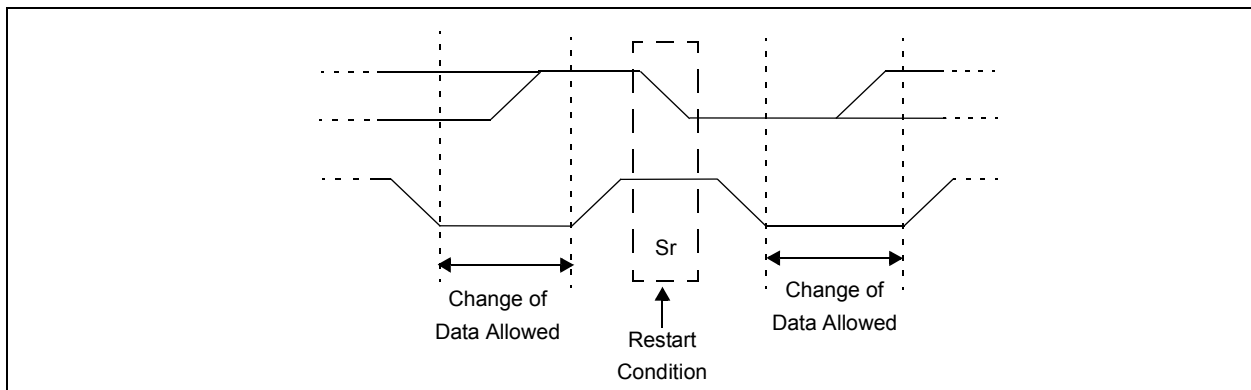 Sr
Change of
Data Allowed
Restart
Condition
Change of
Data Allowed